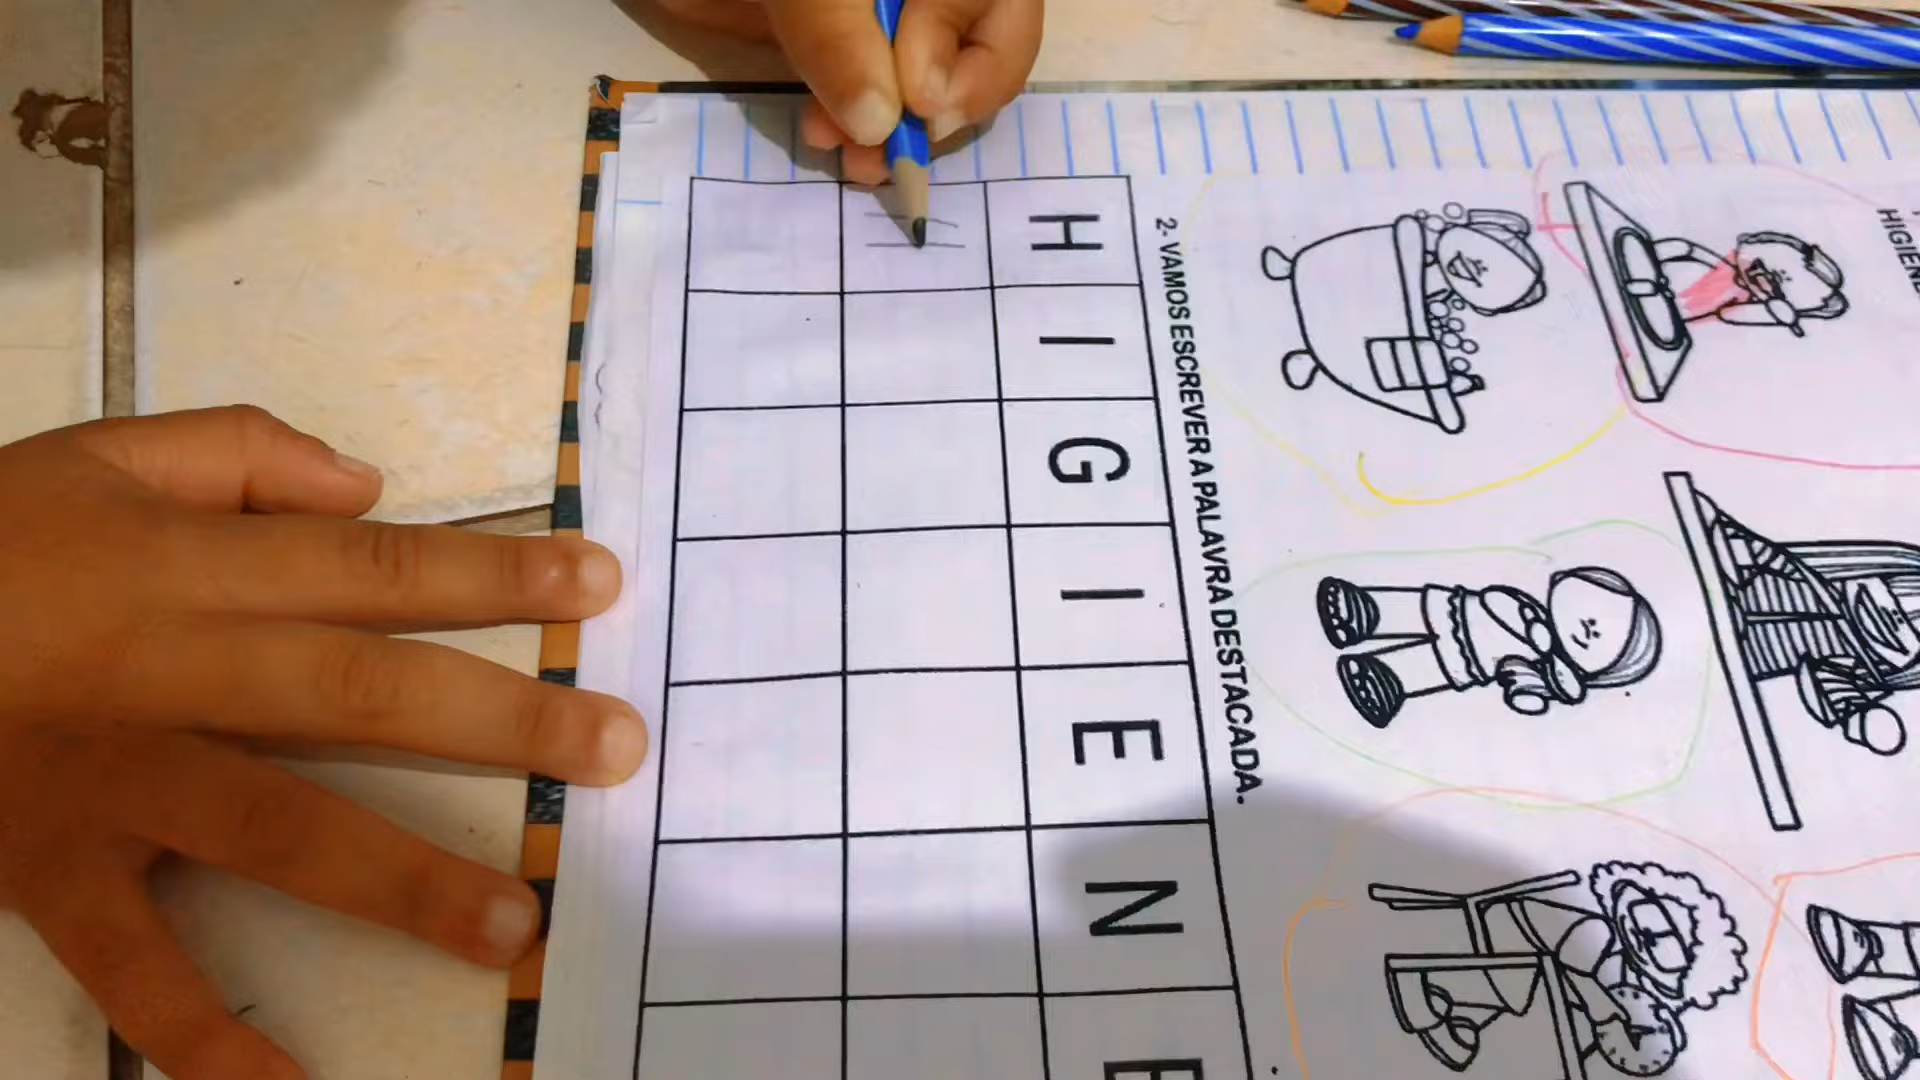 HIGIENE
2- VAMOS ESCREVER A PALAVRA DESTACADA.
H I G I E N E
H